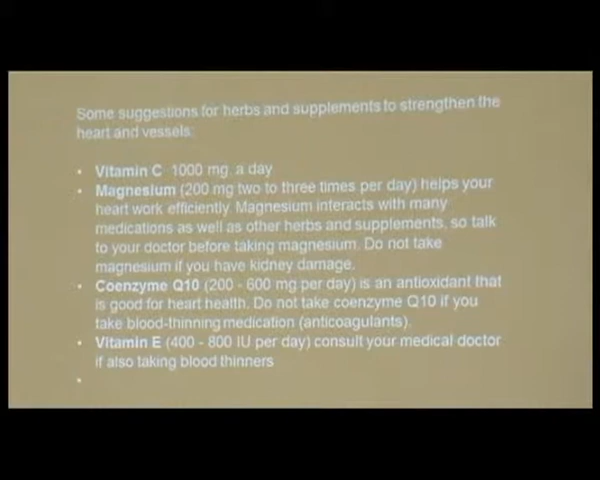 Some suggestions for herbs and supplements to strengthen the
heart and vessels:
• Vitamin C 1000 mg. a day
• Magnesium (200 mg two to three times per day) helps your
heart work efficiently. Magnesium interacts with many
medications as well as other herbs and supplements, so talk
to your doctor before taking magnesium. Do not take
magnesium if you have kidney damage.
• Coenzyme Q10 (200 - 600 mg per day) is an antioxidant that
is good for heart health. Do not take coenzyme Q10 if you
take blood-thinning medication (anticoagulants).
• Vitamin E (400 - 800 IU per day) consult your medical doctor
if also taking blood thinners
•